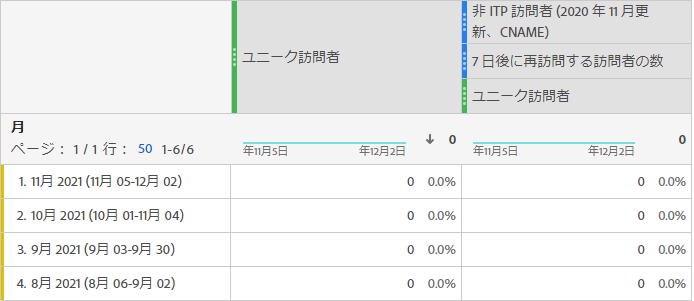 ユニーク訪問者
非 ITP 訪問者 (2020 年 11 月更
新、CNAME)
7 日後に再訪問する訪問者の数
ユニーク訪問者
月
ページ： 1 / 1 行： 50 1-6/6
年11月5日 年12月2日 0
年11月5日 年12月2日 0
1. 11月 2021 (11月 05-12月 02) 0 0.0% 0 0.0%
2. 10月 2021 (10月 01-11月 04) 0 0.0% 0 0.0%
3. 9月 2021 (9月 03-9月 30) 0 0.0% 0 0.0%
4. 8月 2021 (8月 06-9月 02) 0 0.0% 0 0.0%